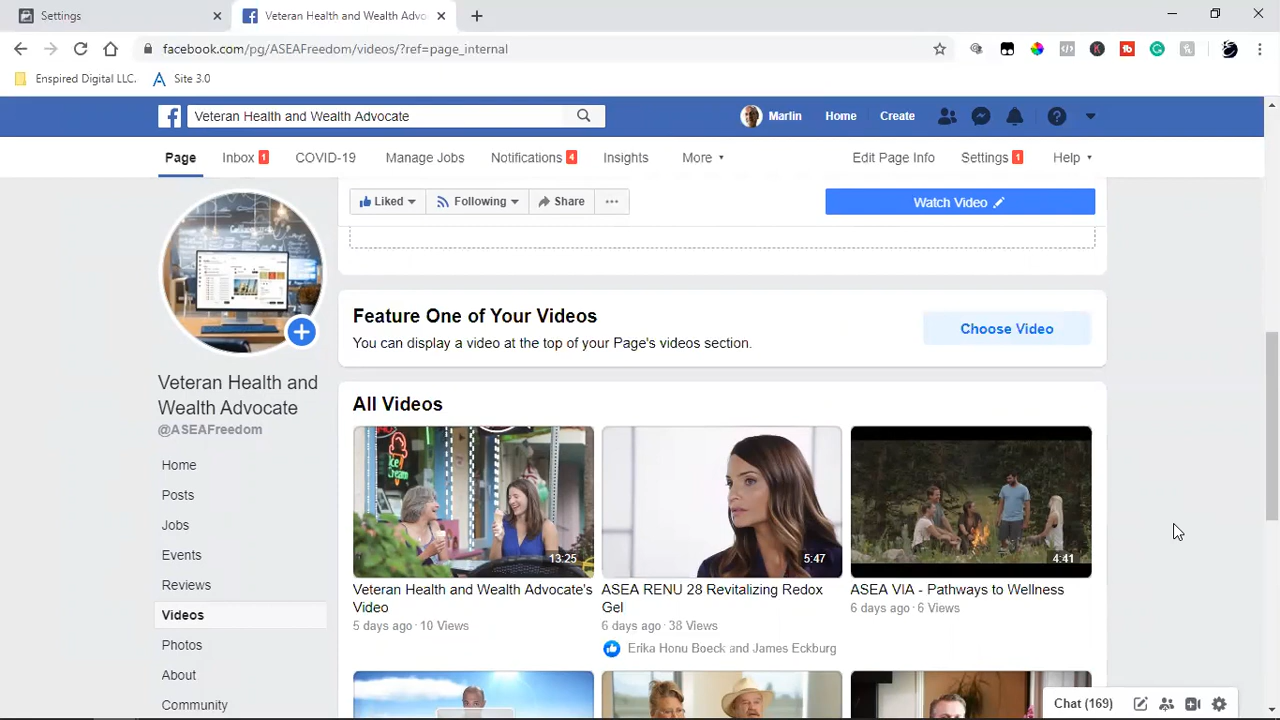 Settings
Veteran Health and Wealth Advo
facebook.com/pg/ASEAFreedom/videos/?ref=page_internal
Enspired Digital LLC.
Site 3.0
Veteran Health and Wealth Advocate
Marlin
Home
Create
Page
Inbox 1
COVID-19
Manage Jobs
Notifications 4
Insights
More
Edit Page Info
Settings 1
Help
Liked
Following
Share
Watch Video
Feature One of Your Videos
You can display a video at the top of your Page's videos section.
Choose Video
Veteran Health and
Wealth Advocate
@ASEAFreedom
Home
Posts
Jobs
Events
Reviews
Videos
Photos
About
Community
All Videos
13:25
Veteran Health and Wealth Advocate's
Video
5 days ago · 10 Views
5:47
ASEA RENU 28 Revitalizing Redox
Gel
6 days ago · 38 Views
Erika Honu Boeck and James Eckburg
4:41
ASEA VIA - Pathways to Wellness
6 days ago · 6 Views
Chat (169)